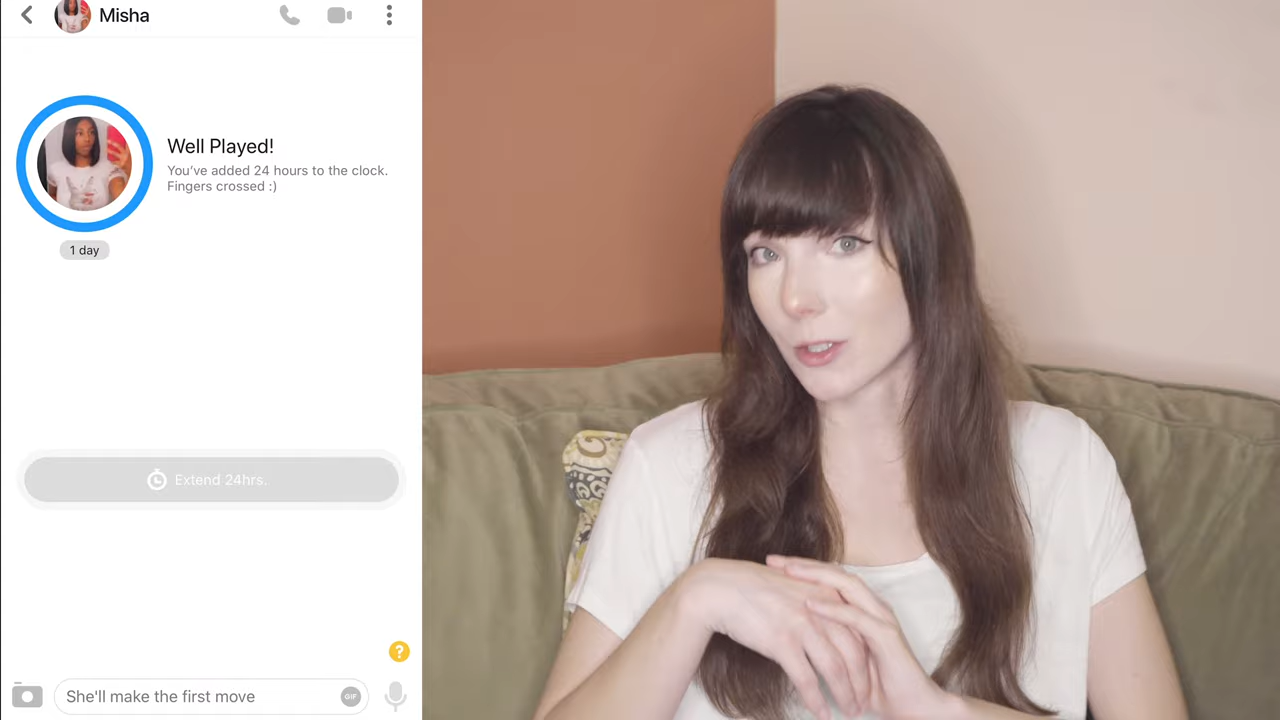 Misha
Well Played!
You've added 24 hours to the clock.
Fingers crossed :)
1 day
Extend 24hrs.
?
She'll make the first move
GIF